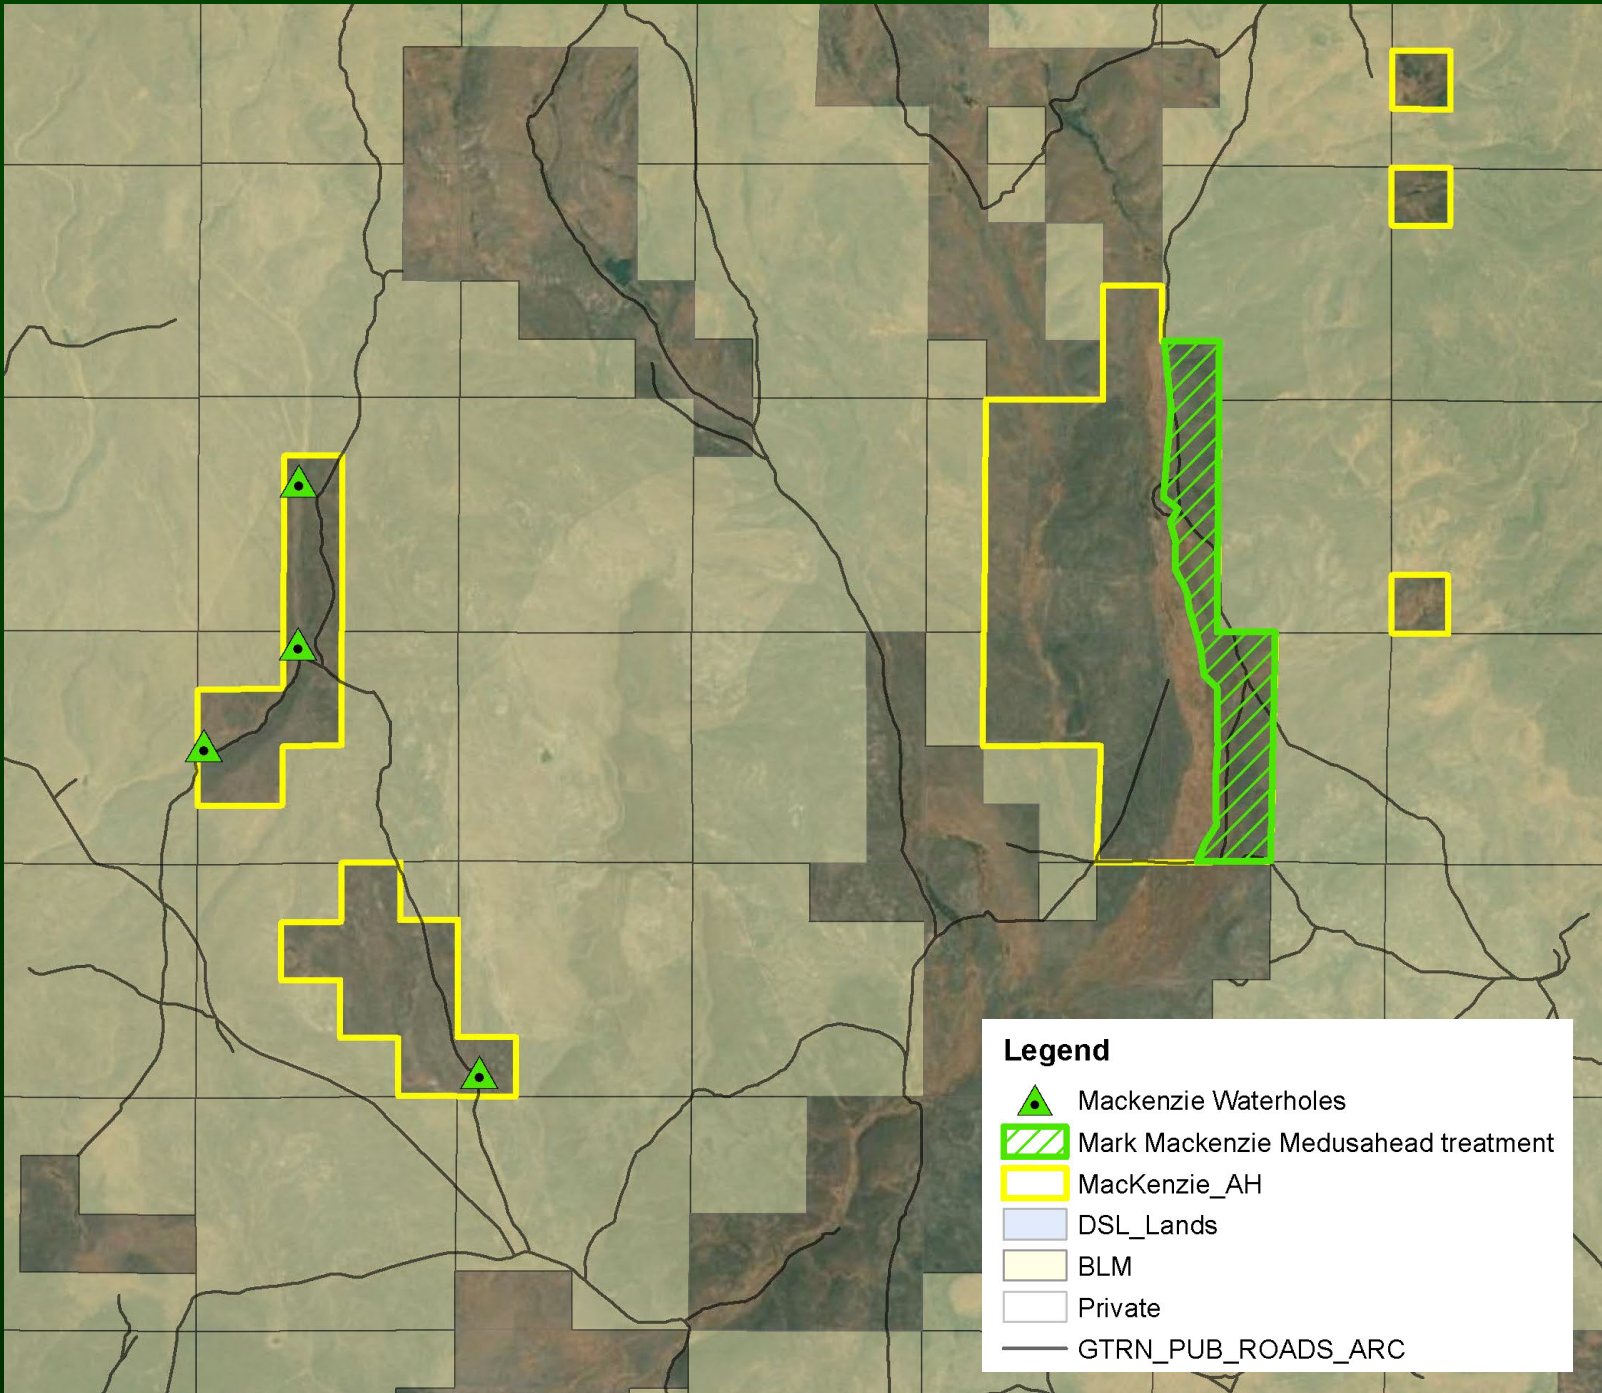 Legend
Mackenzie Waterholes
Mark Mackenzie Medusahead treatment
MacKenzie_AH
DSL_Lands
BLM
Private
GTRN_PUB_ROADS_ARC